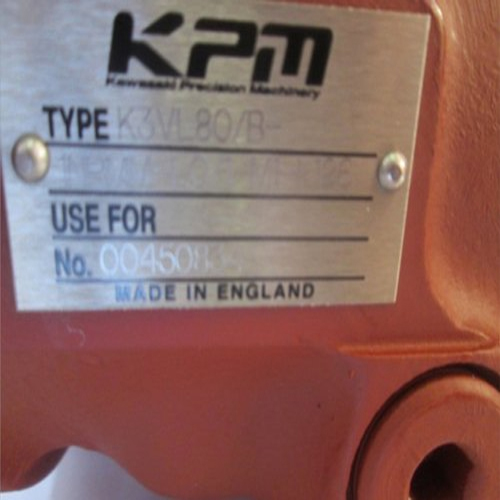 KPM
Kawasaki Precision Machinery
TYPE K3VL80/B-
USE FOR
No.
MADE IN ENGLAND